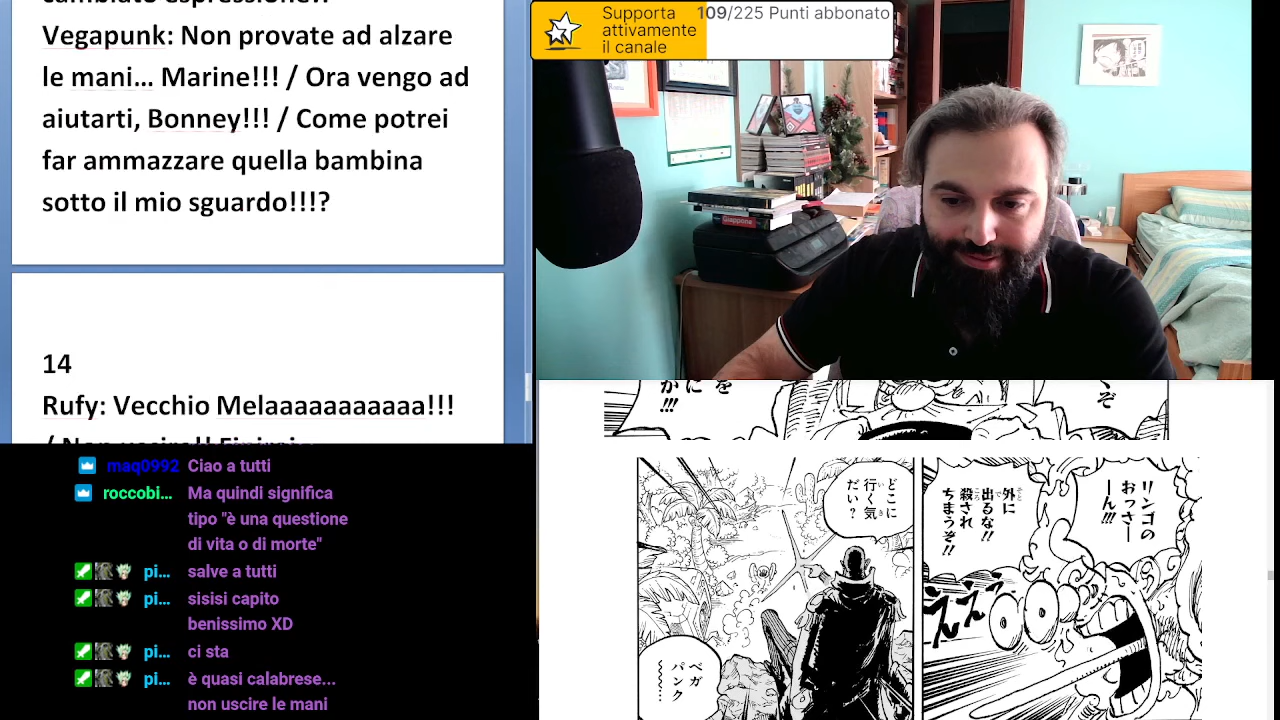 cambiato espressione!!
Vegapunk: Non provate ad alzare
le mani... Marine!!! / Ora vengo ad
aiutarti, Bonney!!! / Come potrei
far ammazzare quella bambina
sotto il mio sguardo!!!?
14
Rufy: Vecchio Melaaaaaaaaaaa!!!
Supporta
attivamente
il canale
109/225 Punti abbonato
Giappone
maq0992 Ciao a tutti
roccobi... Ma quindi significa
tipo "è una questione
di vita o di morte"
pi... salve a tutti
pi... sisisi capito
benissimo XD
pi... ci sta
pi... è quasi calabrese...
non uscire le mani
リンゴの
おっさー
ーん!!!
外に
出るな!!
殺され
ちまうぞ!!
どこに
行く気
だい?
ベガ
パンク